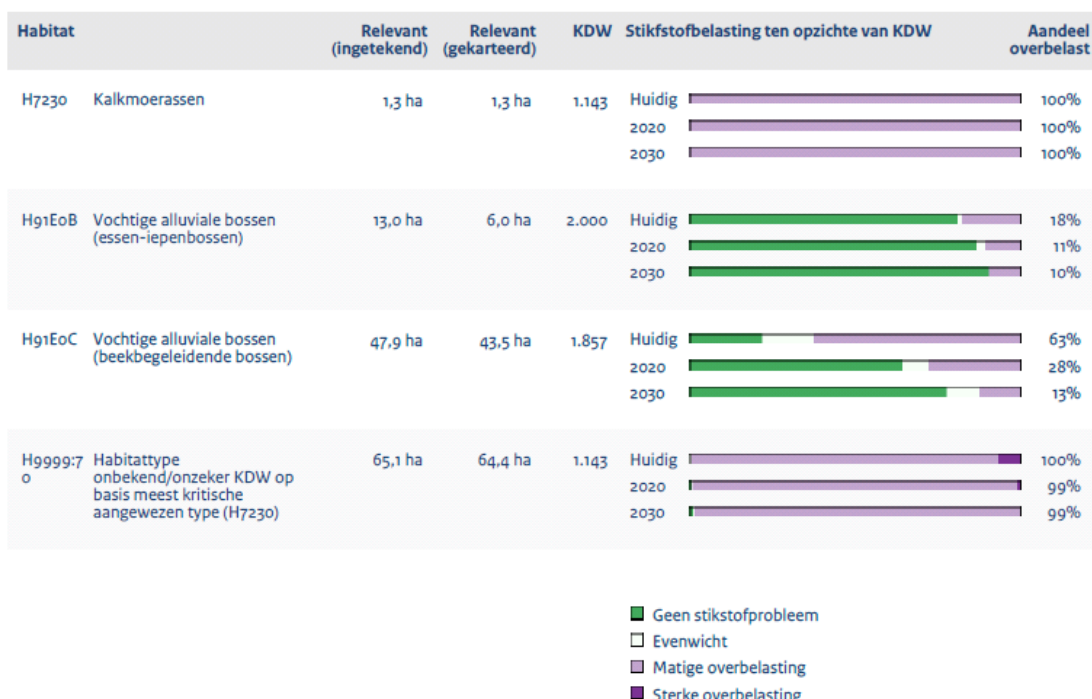 Habitat Relevant (ingetekend) Relevant (gekarteerd) KDW Stikfstofbelasting ten opzichte van KDW Aandeel overbelast
H7230 Kalkmoerassen 1,3 ha 1,3 ha 1.143 Huidig 100%
2020 100%
2030 100%
H91E0B Vochtige alluviale bossen 13,0 ha 6,0 ha 2.000 Huidig 18%
(essen-iepenbossen) 2020 11%
2030 10%
H91E0C Vochtige alluviale bossen 47,9 ha 43,5 ha 1.857 Huidig 63%
(beekbegeleidende bossen) 2020 28%
2030 13%
H9999:7 Habitattype 65,1 ha 64,4 ha 1.143 Huidig 100%
0 onbekend/onzeker KDW op 2020 99%
basis meest kritische
aangewezen type (H7230) 2030 99%
Geen stikstofprobleem
Evenwicht
Matige overbelasting
Sterke overbelasting